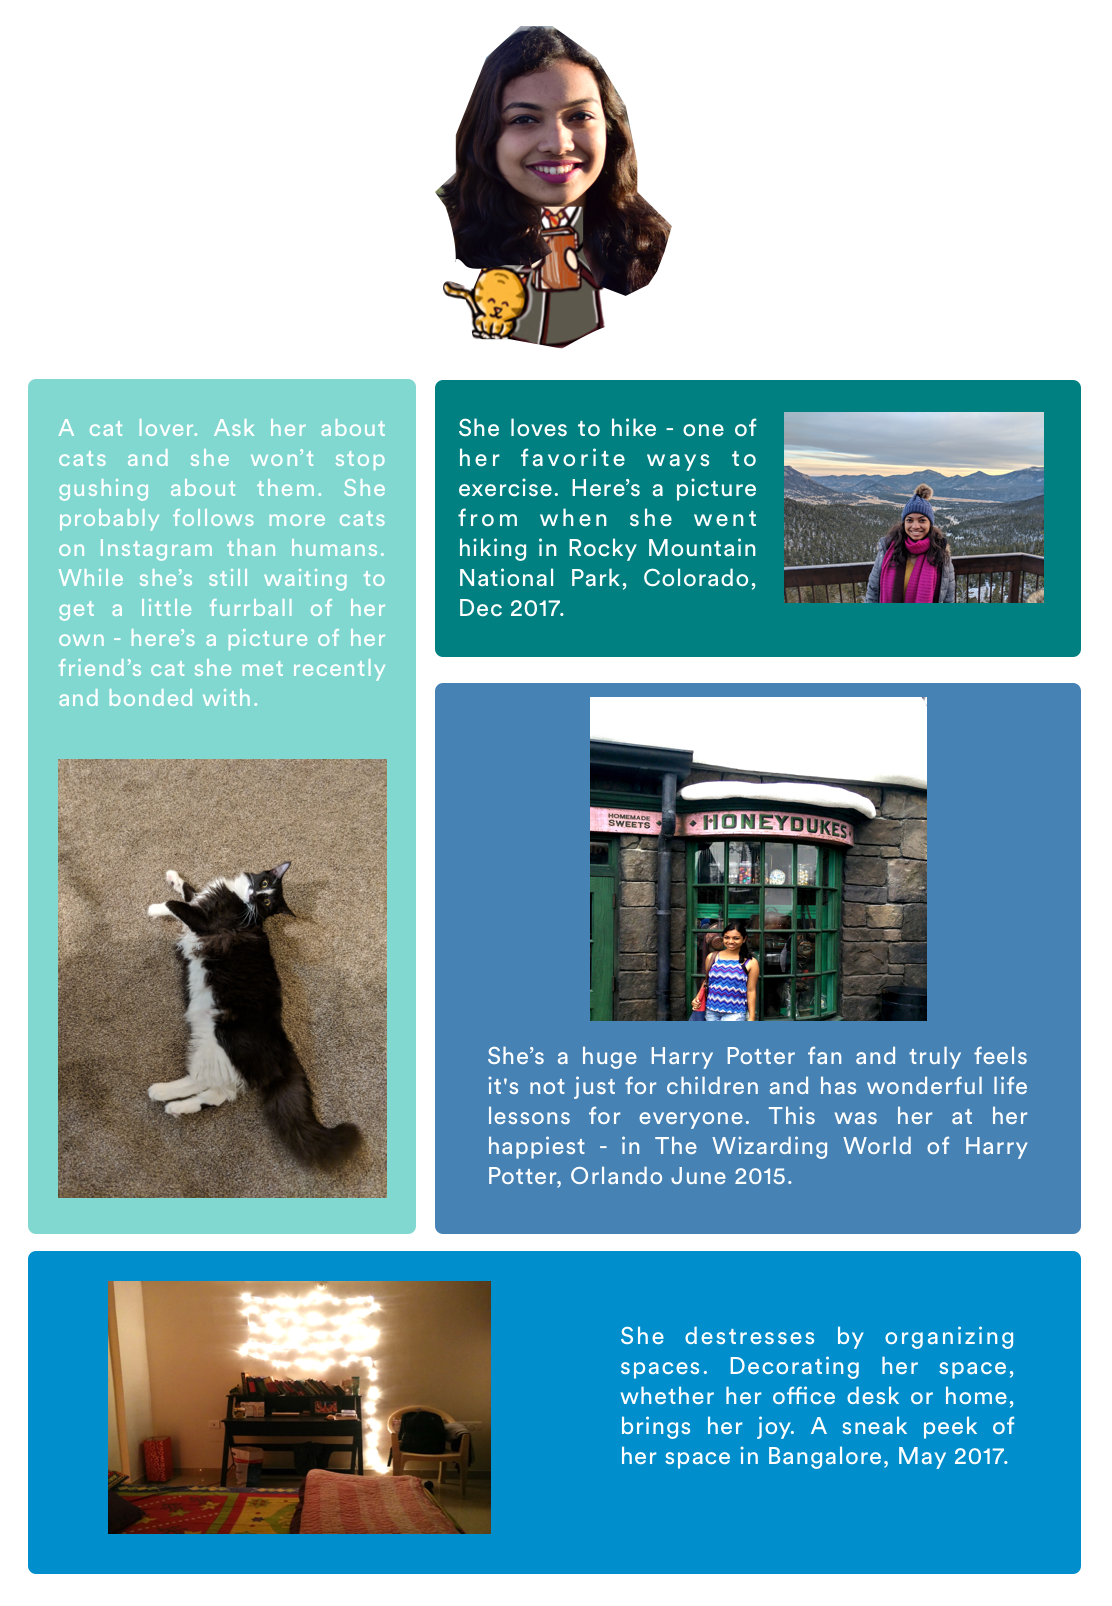 A cat lover. Ask her about
cats and she won’t stop
gushing about them. She
probably follows more cats
on Instagram than humans.
While she’s still waiting to
get a little furrball of her
own - here’s a picture of her
friend’s cat she met recently
and bonded with.
She loves to hike - one of
her favorite ways to
exercise. Here’s a picture
from when she went
hiking in Rocky Mountain
National Park, Colorado,
Dec 2017.
HOMEMADE
SWEETS
HONEYDUKES
She’s a huge Harry Potter fan and truly feels
it's not just for children and has wonderful life
lessons for everyone. This was her at her
happiest - in The Wizarding World of Harry
Potter, Orlando June 2015.
She destresses by organizing
spaces. Decorating her space,
whether her office desk or home,
brings her joy. A sneak peek of
her space in Bangalore, May 2017.